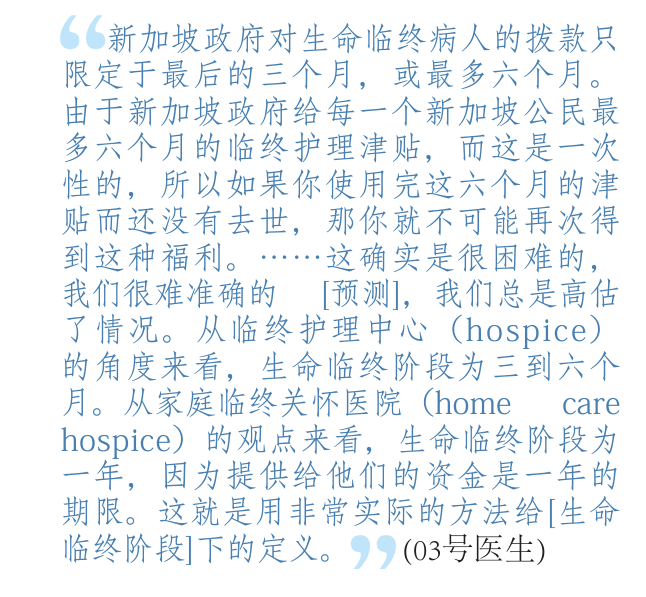 “新加坡政府对生命临终病人的拨款只
限定于最后的三个月，或最多六个月。
由于新加坡政府给每一个新加坡公民最
多六个月的临终护理津贴，而这是一次
性的，所以如果你使用完这六个月的津
贴而还没有去世，那你就不可能再次得
到这种福利。……这确实是很困难的，
我们很难准确的 [预测]，我们总是高估
了情况。从临终护理中心（hospice）
的角度来看，生命临终阶段为三到六个
月。从家庭临终关怀医院（home care
hospice）的观点来看，生命临终阶段为
一年，因为提供给他们的资金是一年的
期限。这就是用非常实际的方法给[生命
临终阶段]下的定义。”(03号医生)